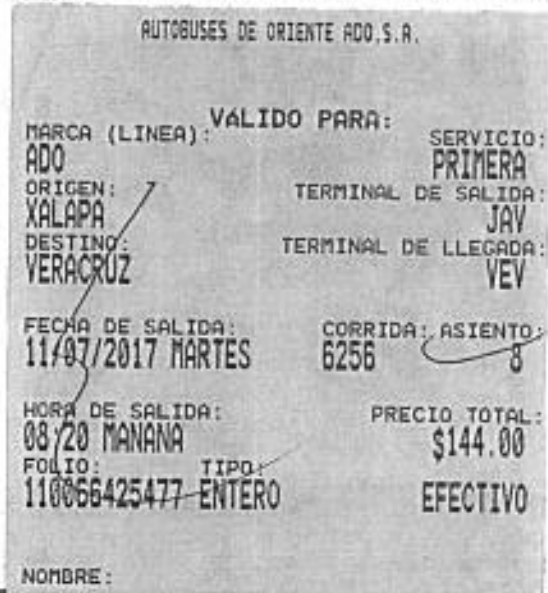 AUTOBUSES DE ORIENTE ADO.S.A.
VáLIDO PARA:
MARCA (LINEA): SERVICIO:
ADO PRIMERA
ORIGEN: TERMINAL DE SALIDA:
XALAPA JAV
DESTINO: TERMINAL DE LLEGADA:
VERACRUZ VEV
FECHA DE SALIDA: CORRIDA: ASIENTO:
11/07/2017 MARTES 6256 8
HORA DE SALIDA: PRECIO TOTAL:
08/20 MANANA $144.00
FOLIO: TIPO:
110066425477 ENTERO EFECTIVO
NOMBRE: